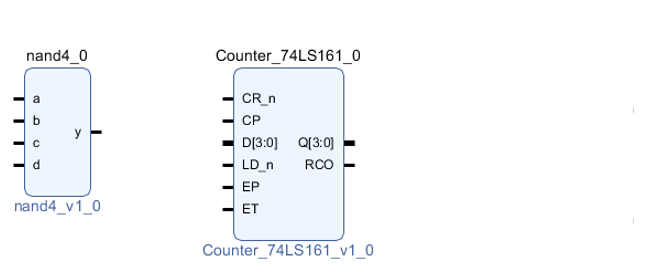 nand4_0
a
b
c
d
y
nand4_v1_0
Counter_74LS161_0
CR_n
CP
D[3:0] Q[3:0]
LD_n RCO
EP
ET
Counter_74LS161_v1_0